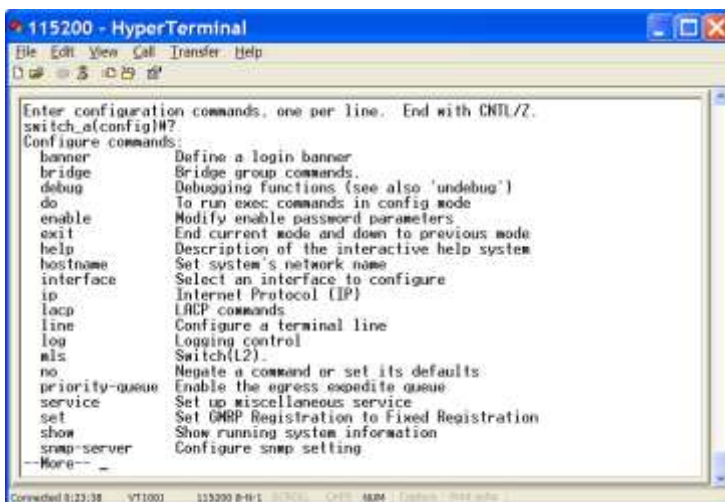 115200 - HyperTerminal
File Edit View Call Transfer Help
Enter configuration commands, one per line. End with CNTL/Z.
switch_a(config)#?
Configure commands:
banner Define a login banner
bridge Bridge group commands.
debug Debugging functions (see also 'undebug')
do To run exec commands in config mode
enable Modify enable password parameters
exit End current mode and down to previous mode
help Description of the interactive help system
hostname Set system's network name
interface Select an interface to configure
ip Internet Protocol (IP)
lacp LACP commands
line Configure a terminal line
log Logging control
mls Switch(L2).
no Negate a command or set its defaults
priority-queue Enable the egress expedite queue
service Set up miscellaneous service
set Set GMRP Registration to Fixed Registration
show Show running system information
snmp-server Configure snmp setting
--More-- _
Connected 0:23:38 VT100J 115200 8-N-1 SCROLL CAPS NUM Capture Print echo